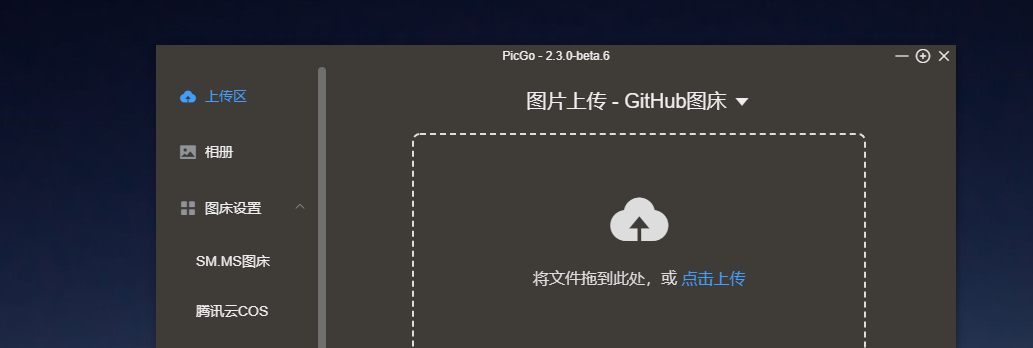 PicGo - 2.3.0-beta.6
上传区
图片上传 - GitHub图床
相册
图床设置
SM.MS图床
将文件拖到此处，或 点击上传
腾讯云COS